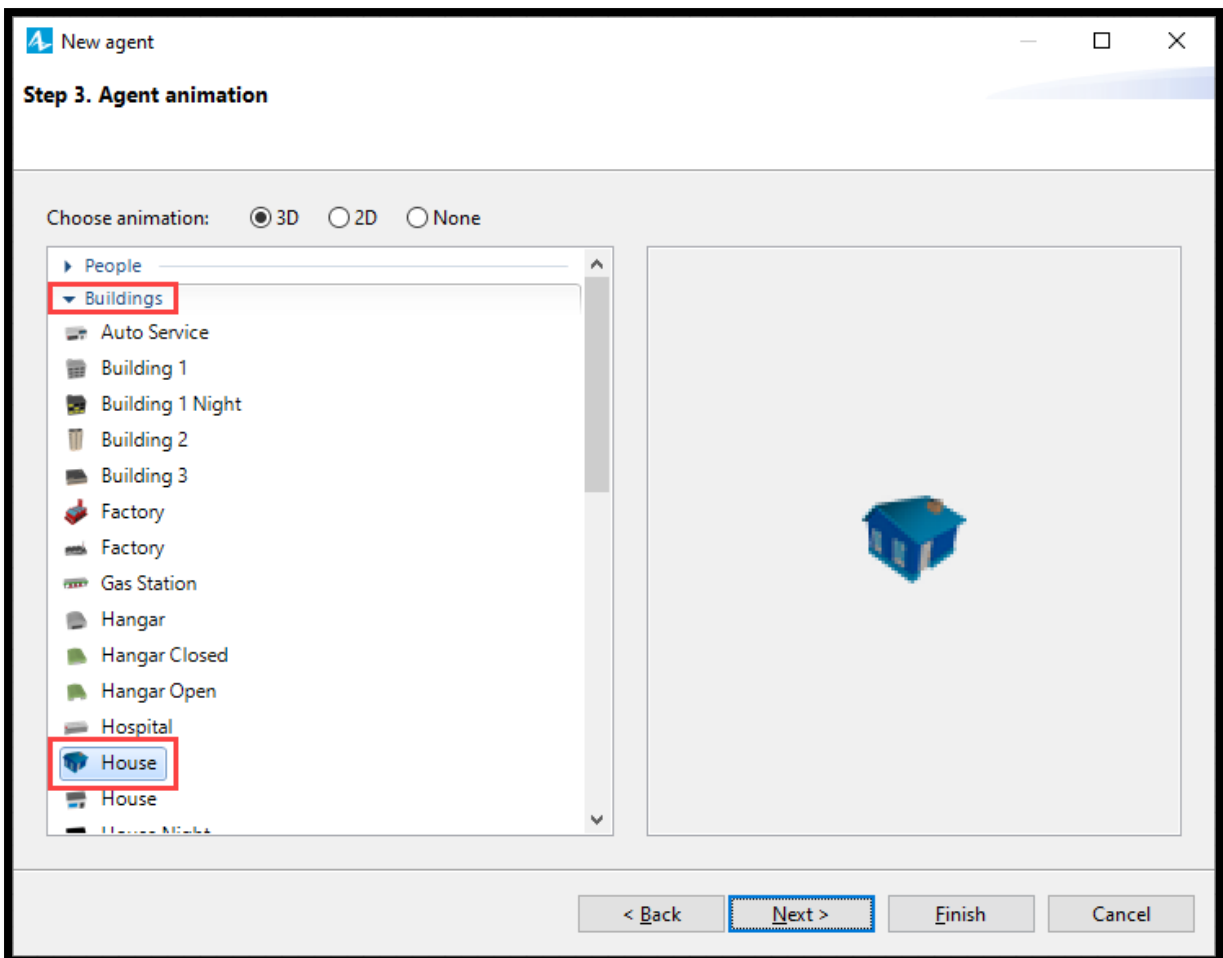 New agent
Step 3. Agent animation
Choose animation: 3D 2D None
People
Buildings
Auto Service
Building 1
Building 1 Night
Building 2
Building 3
Factory
Factory
Gas Station
Hangar
Hangar Closed
Hangar Open
Hospital
House
House
House Night
< Back Next > Finish Cancel